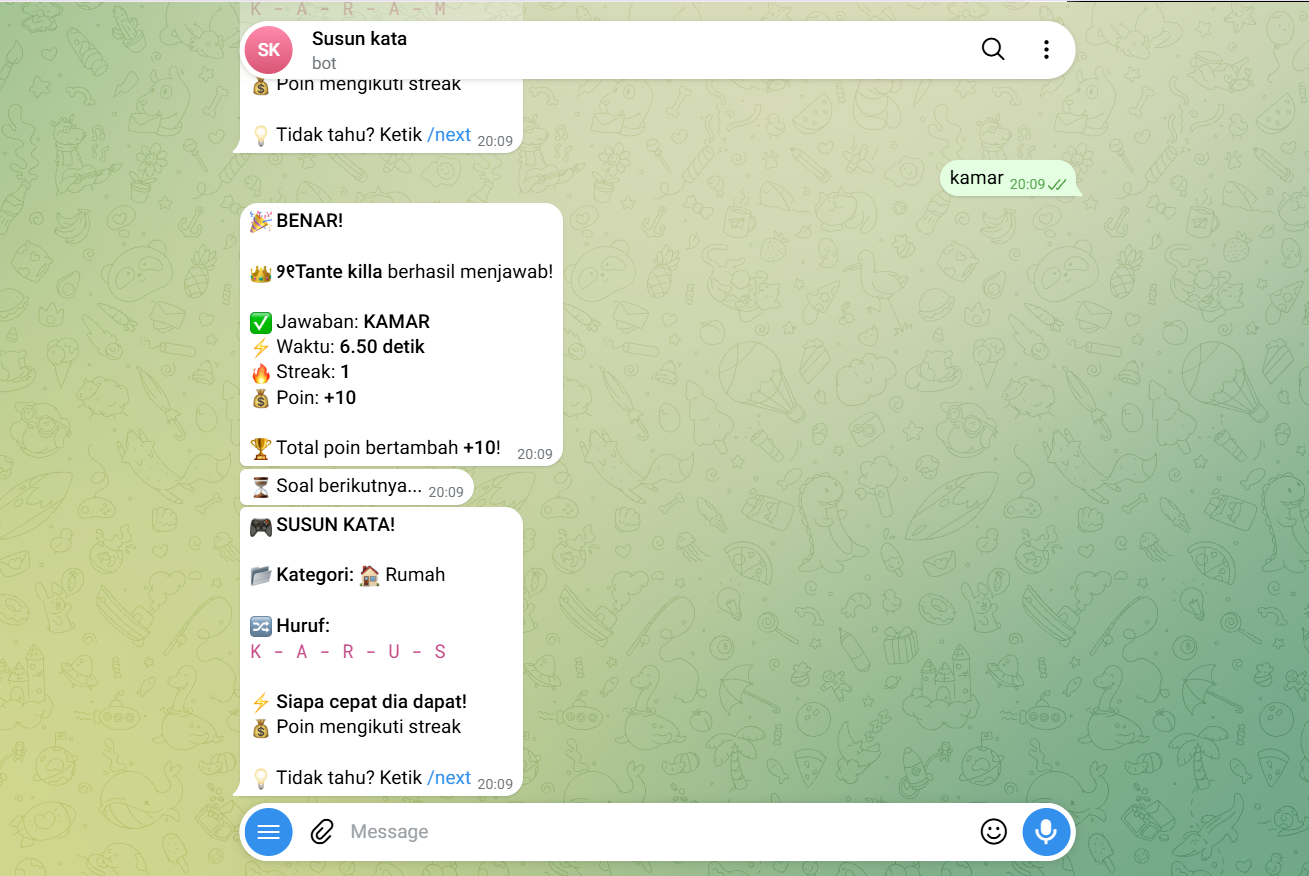 K - A - R - A - M
SK
Susun kata
bot
💰 Poin mengikuti streak
💡 Tidak tahu? Ketik /next 20:09
kamar 20:09
🎉 BENAR!
👑 ୨୧Tante killa berhasil menjawab!
✅ Jawaban: KAMAR
⚡ Waktu: 6.50 detik
🔥 Streak: 1
💰 Poin: +10
🏆 Total poin bertambah +10! 20:09
⏳ Soal berikutnya... 20:09
🎮 SUSUN KATA!
📂 Kategori: 🏠 Rumah
🔀 Huruf:
K - A - R - U - S
⚡ Siapa cepat dia dapat!
💰 Poin mengikuti streak
💡 Tidak tahu? Ketik /next 20:09
Message